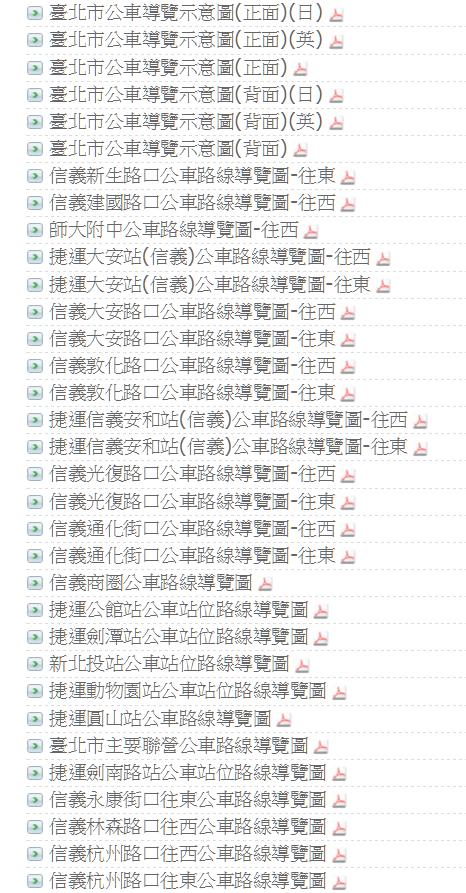 臺北市公車導覽示意圖(正面)(日)
臺北市公車導覽示意圖(正面)(英)
臺北市公車導覽示意圖(正面)
臺北市公車導覽示意圖(背面)(日)
臺北市公車導覽示意圖(背面)(英)
臺北市公車導覽示意圖(背面)
信義新生路口公車路線導覽圖-往東
信義建國路口公車路線導覽圖-往西
師大附中公車路線導覽圖-往西
捷運大安站(信義)公車路線導覽圖-往西
捷運大安站(信義)公車路線導覽圖-往東
信義大安路口公車路線導覽圖-往西
信義大安路口公車路線導覽圖-往東
信義敦化路口公車路線導覽圖-往西
信義敦化路口公車路線導覽圖-往東
捷運信義安和站(信義)公車路線導覽圖-往西
捷運信義安和站(信義)公車路線導覽圖-往東
信義光復路口公車路線導覽圖-往西
信義光復路口公車路線導覽圖-往東
信義通化街口公車路線導覽圖-往西
信義通化街口公車路線導覽圖-往東
信義商圈公車路線導覽圖
捷運公館站公車站位路線導覽圖
捷運劍潭站公車站位路線導覽圖
新北投站公車站位路線導覽圖
捷運動物園站公車站位路線導覽圖
捷運圓山站公車路線導覽圖
臺北市主要聯營公車路線導覽圖
捷運劍南路站公車站位路線導覽圖
信義永康街口往東公車路線導覽圖
信義林森路口往西公車路線導覽圖
信義杭州路口往西公車路線導覽圖
信義杭州路口往東公車路線導覽圖